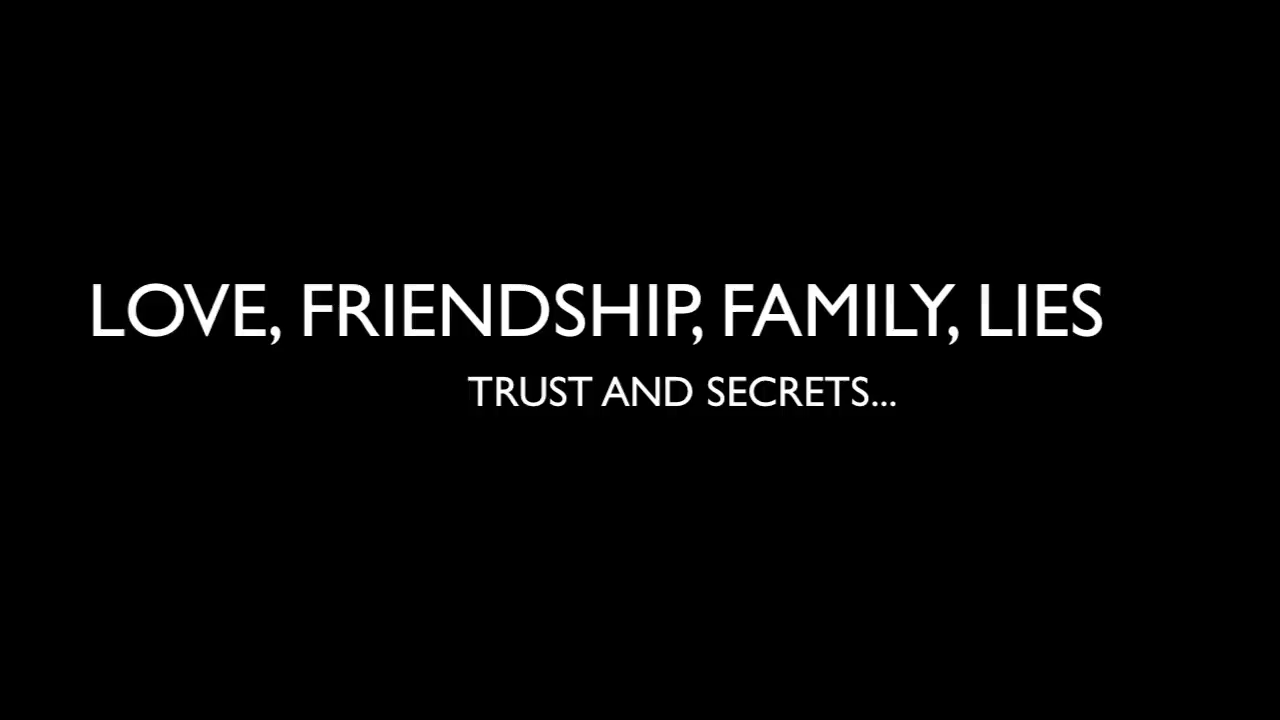 LOVE, FRIENDSHIP, FAMILY, LIES
TRUST AND SECRETS...